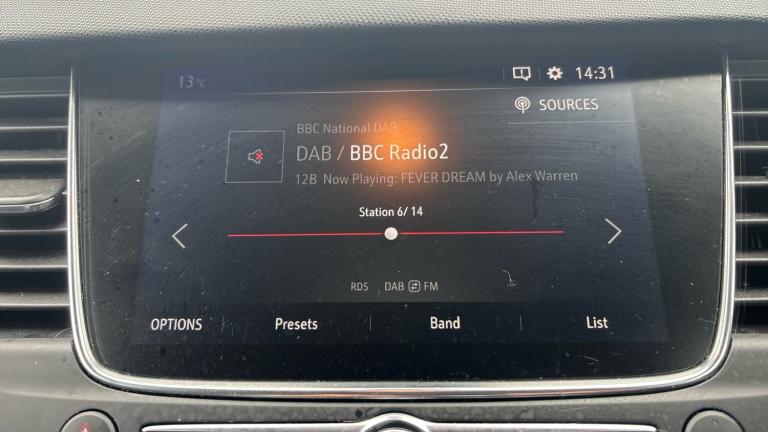 13 °C
14:31
SOURCES
BBC National DAB
DAB / BBC Radio2
12B Now Playing: FEVER DREAM by Alex Warren
Station 6/ 14
RDS DAB FM
OPTIONS Presets Band List